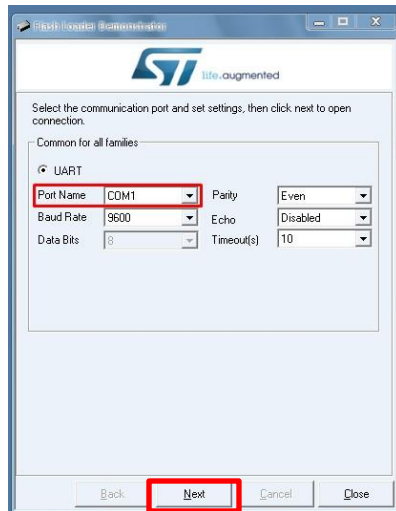 Flash Loader Demonstrator
life.augmented
Select the communication port and set settings, then click next to open
connection.
Common for all families
UART
Port Name COM1 Parity Even
Baud Rate 9600 Echo Disabled
Data Bits 8 Timeout(s) 10
Back Next Cancel Close